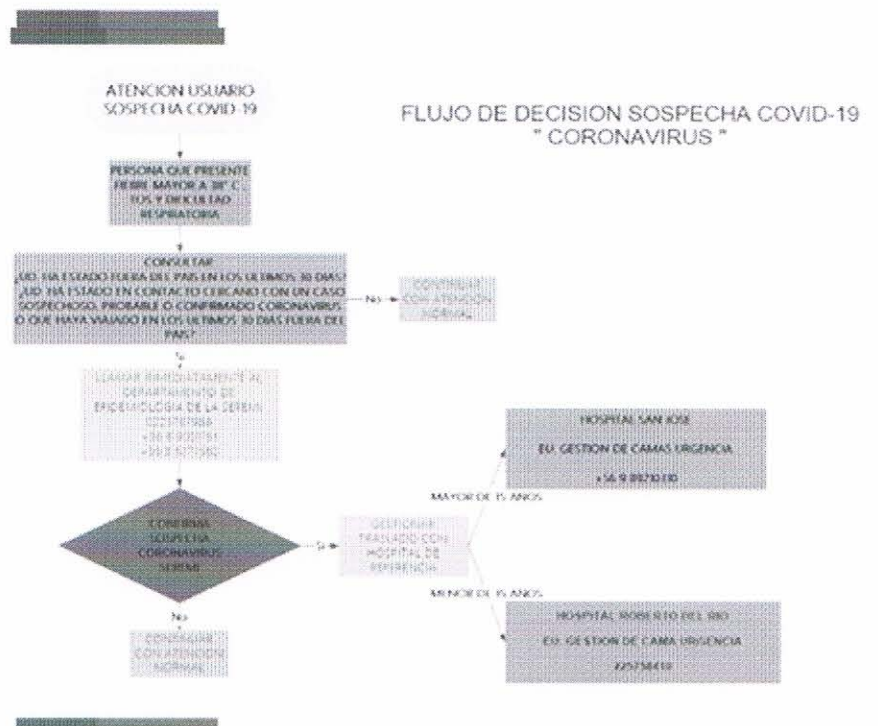 ATENCION USUARIO
SOSPECHA COVID-19
FLUJO DE DECISION SOSPECHA COVID-19
" CORONAVIRUS "
PERSONA QUE PRESENTE
FIEBRE MAYOR A 38° C
TOS Y DIFICULTAD
RESPIRATORIA
CONSULTAR
¿UD. HA ESTADO FUERA DEL PAIS EN LOS ULTIMOS 30 DIAS?
¿UD. HA ESTADO EN CONTACTO CERCANO CON UN CASO
SOSPECHOSO, PROBABLE O CONFIRMADO CORONAVIRUS
O QUE HAYA VIAJADO EN LOS ULTIMOS 30 DIAS FUERA DEL
PAIS?
No
CONTINUAR
CON ATENCION
NORMAL
Si
LLAMAR INMEDIATAMENTE AL
DEPARTAMENTO DE
EPIDEMIOLOGIA DE LA SEREMI
CONFIRMA
SOSPECHA
CORONAVIRUS
SEREMI
Si
GESTIONAR
TRASLADO CON
HOSPITAL DE
REFERENCIA
MAYOR DE 15 AÑOS
HOSPITAL SAN JOSE
EU. GESTION DE CAMAS URGENCIA
MENOR DE 15 AÑOS
HOSPITAL ROBERTO DEL RIO
EU. GESTION DE CAMA URGENCIA
No
CONTINUAR
CON ATENCION
NORMAL